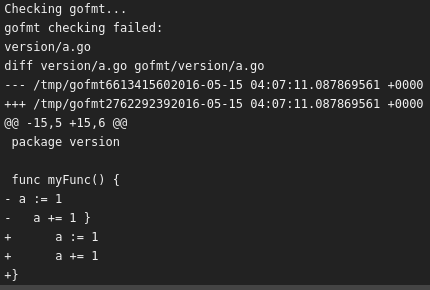 Checking gofmt...
gofmt checking failed:
version/a.go
diff version/a.go gofmt/version/a.go
--- /tmp/gofmt6613415602016-05-15 04:07:11.087869561 +0000
+++ /tmp/gofmt2762292392016-05-15 04:07:11.087869561 +0000
@@ -15,5 +15,6 @@
 package version

 func myFunc() {
- a := 1
-   a += 1 }
+      a := 1
+      a += 1
+}